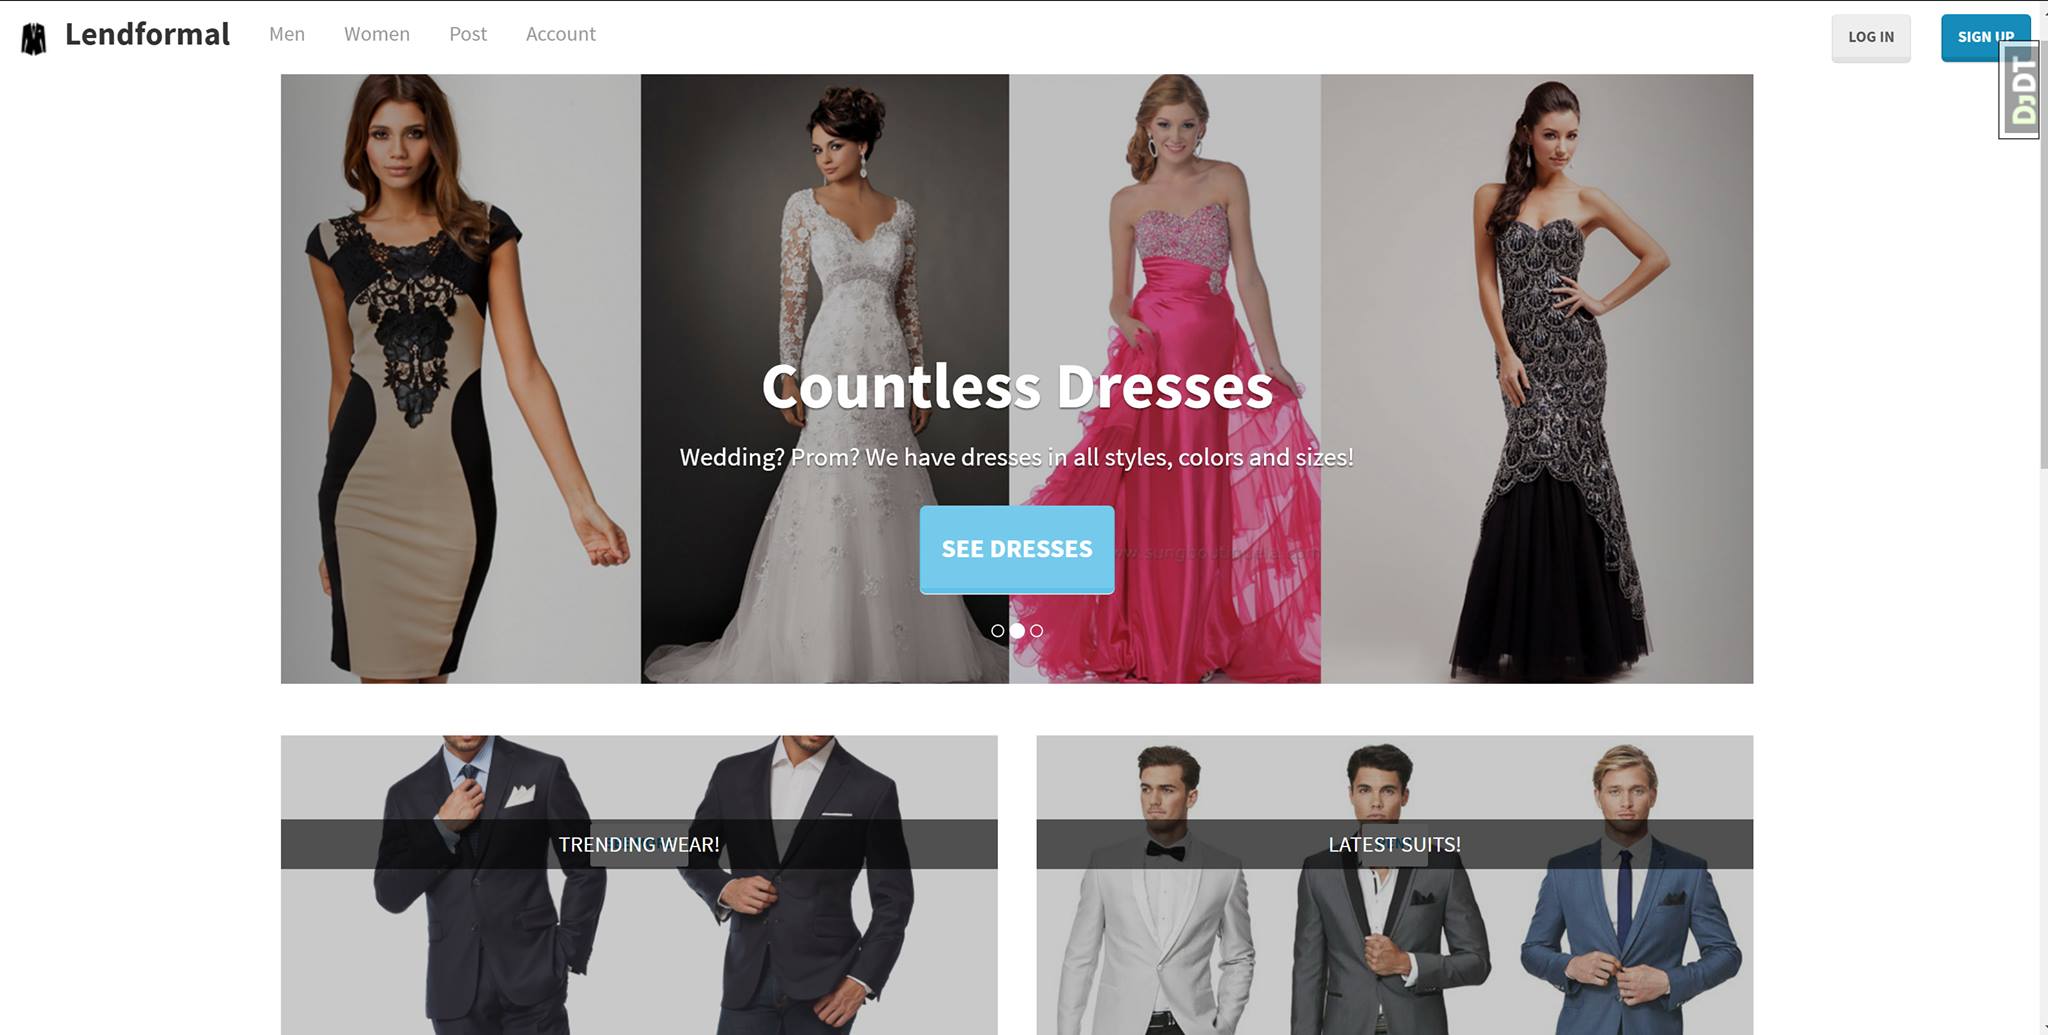 Lendformal
Men
Women
Post
Account
LOG IN
SIGN UP
DJDT
Countless Dresses
Wedding? Prom? We have dresses in all styles, colors and sizes!
SEE DRESSES
TRENDING WEAR!
LATEST SUITS!